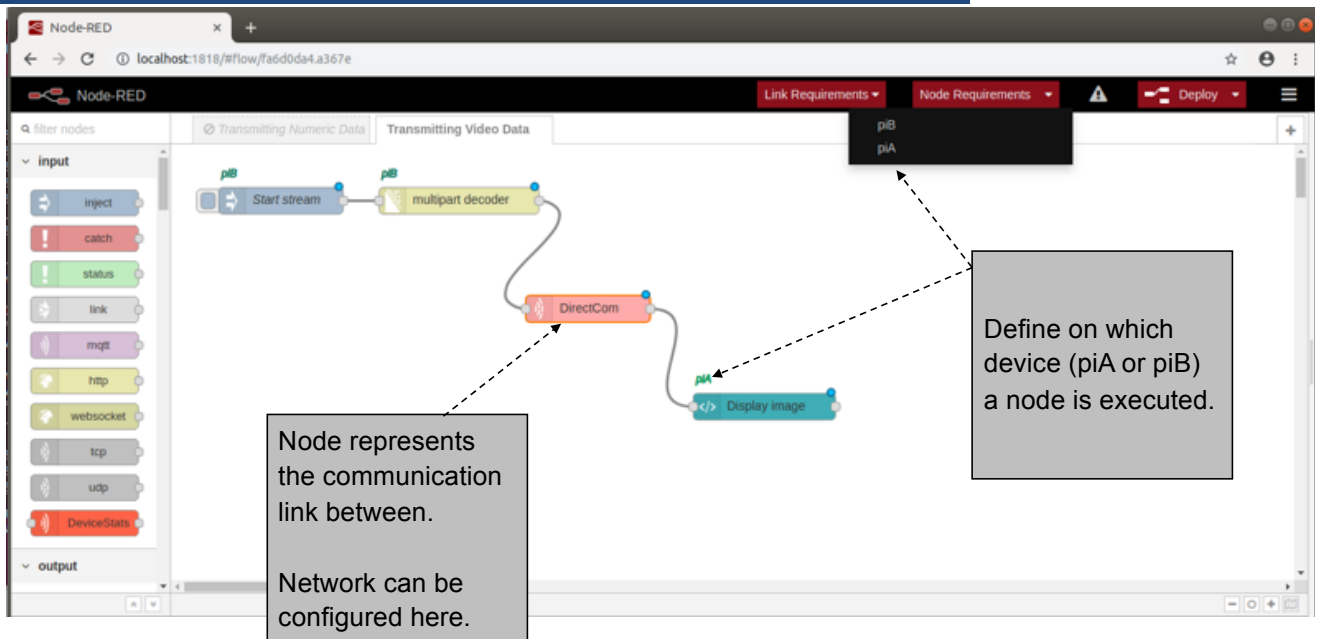 Node-RED
localhost:1818/#flow/fa6d0da4.a367e
Node-RED
Link Requirements
Node Requirements
Deploy
filter nodes
Transmitting Numeric Data
Transmitting Video Data
piB
piA
input
inject
catch
status
link
mqtt
http
websocket
tcp
udp
DeviceStats
output
piB
piB
Start stream
multipart decoder
DirectCom
piA
Display image
Define on which
device (piA or piB)
a node is executed.
Node represents
the communication
link between.
Network can be
configured here.